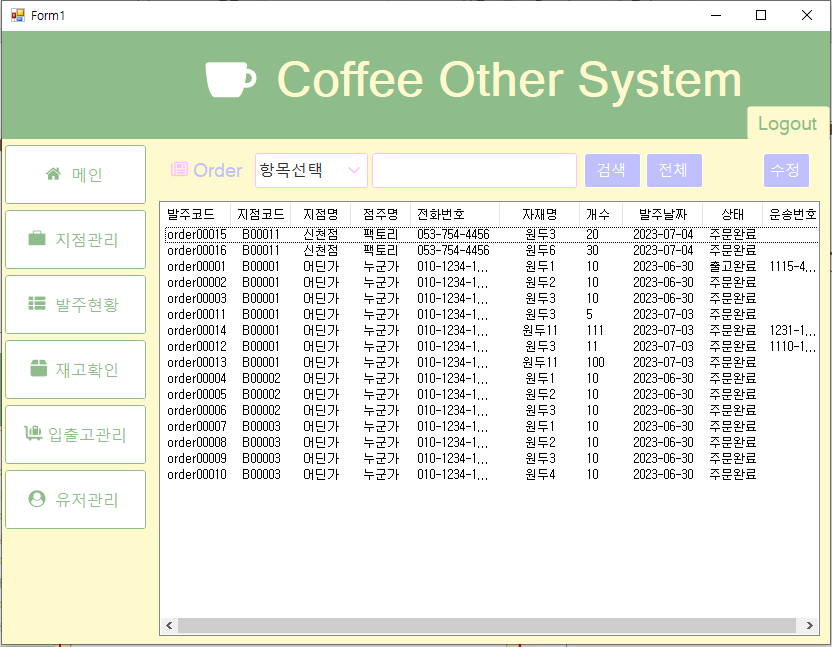 Form1
Coffee Other System
Logout
메인
지점관리
발주현황
재고확인
입출고관리
유저관리
Order 항목선택 검색 전체 수정
발주코드 지점코드 지점명 점주명 전화번호 자재명 개수 발주날짜 상태 운송번호
order00015 B00011 신천점 팩토리 053-754-4456 원두3 20 2023-07-04 주문완료
order00016 B00011 신천점 팩토리 053-754-4456 원두6 30 2023-07-04 주문완료
order00001 B00001 어딘가 누군가 010-1234-1... 원두1 10 2023-06-30 출고완료 1115-4...
order00002 B00001 어딘가 누군가 010-1234-1... 원두2 10 2023-06-30 주문완료
order00003 B00001 어딘가 누군가 010-1234-1... 원두3 10 2023-06-30 주문완료
order00011 B00001 어딘가 누군가 010-1234-1... 원두3 5 2023-07-03 주문완료
order00014 B00001 어딘가 누군가 010-1234-1... 원두11 111 2023-07-03 주문완료 1231-1...
order00012 B00001 어딘가 누군가 010-1234-1... 원두3 11 2023-07-03 주문완료 1110-1...
order00013 B00001 어딘가 누군가 010-1234-1... 원두11 100 2023-07-03 주문완료
order00004 B00002 어딘가 누군가 010-1234-1... 원두1 10 2023-06-30 주문완료
order00005 B00002 어딘가 누군가 010-1234-1... 원두2 10 2023-06-30 주문완료
order00006 B00002 어딘가 누군가 010-1234-1... 원두3 10 2023-06-30 주문완료
order00007 B00003 어딘가 누군가 010-1234-1... 원두1 10 2023-06-30 주문완료
order00008 B00003 어딘가 누군가 010-1234-1... 원두2 10 2023-06-30 주문완료
order00009 B00003 어딘가 누군가 010-1234-1... 원두3 10 2023-06-30 주문완료
order00010 B00003 어딘가 누군가 010-1234-1... 원두4 10 2023-06-30 주문완료